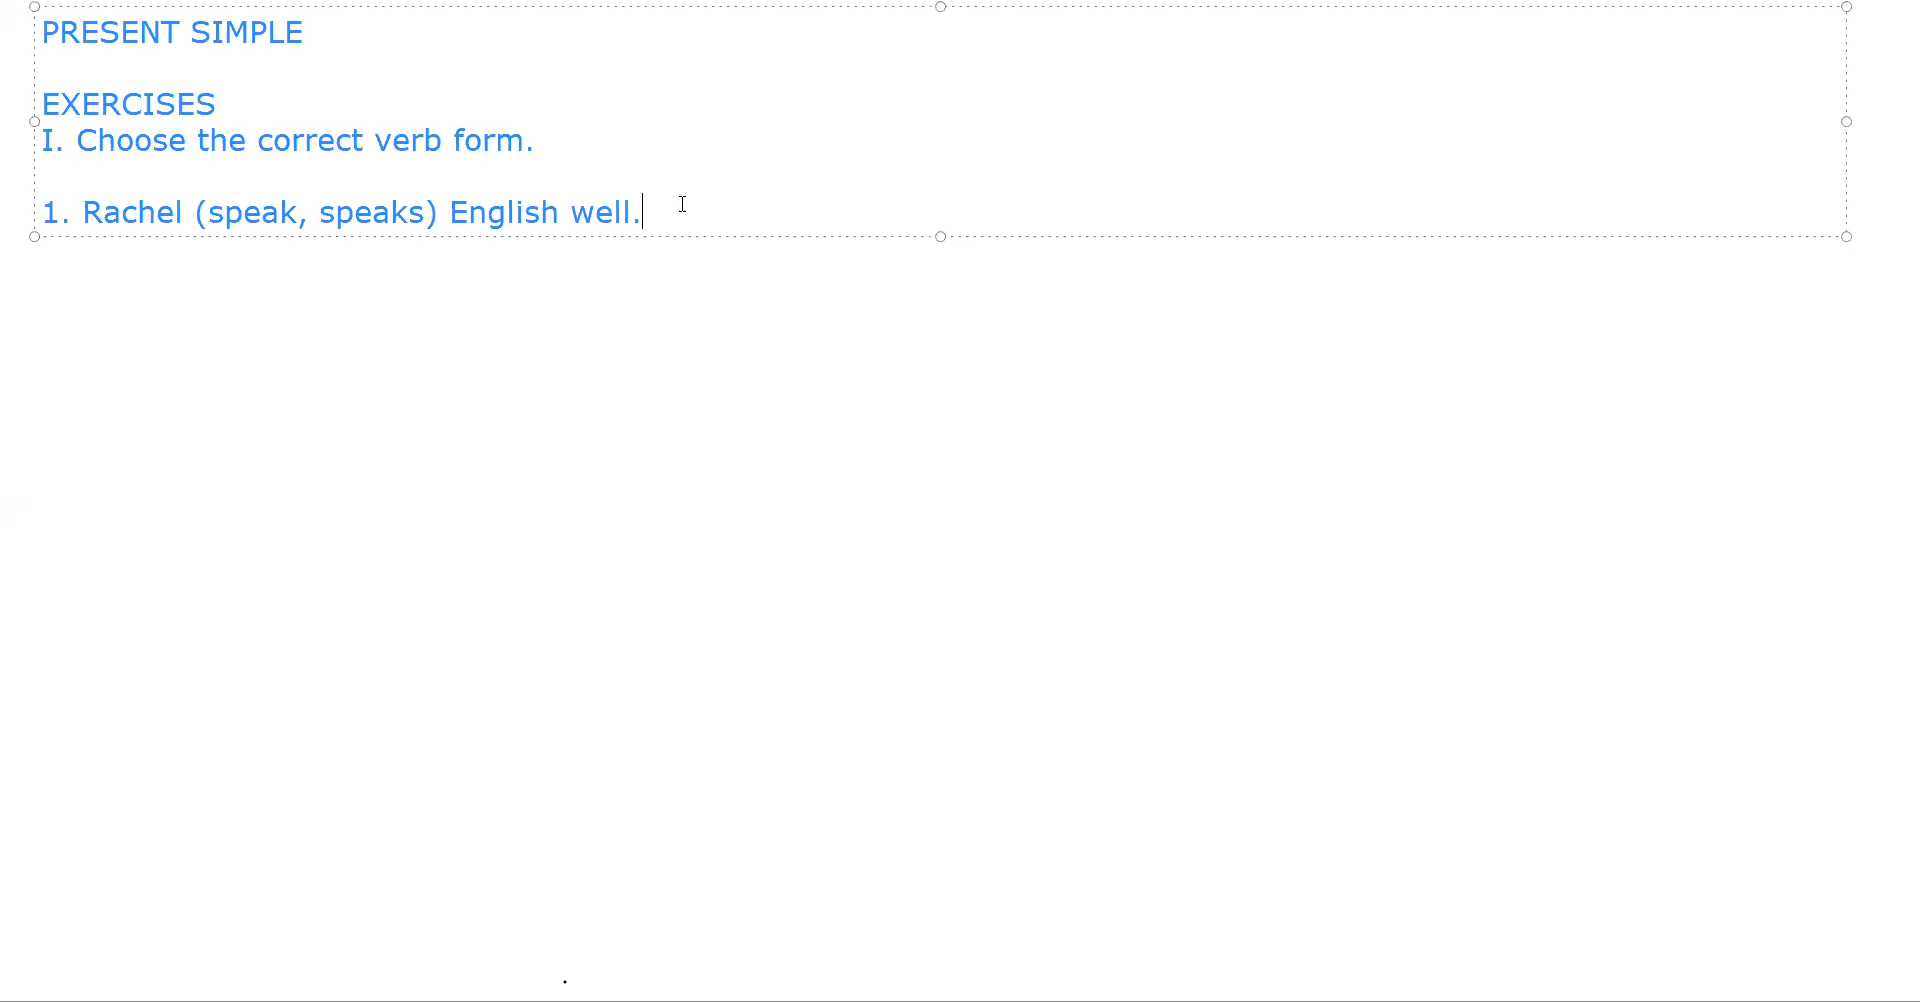 PRESENT SIMPLE
EXERCISES
I. Choose the correct verb form.
1. Rachel (speak, speaks) English well.